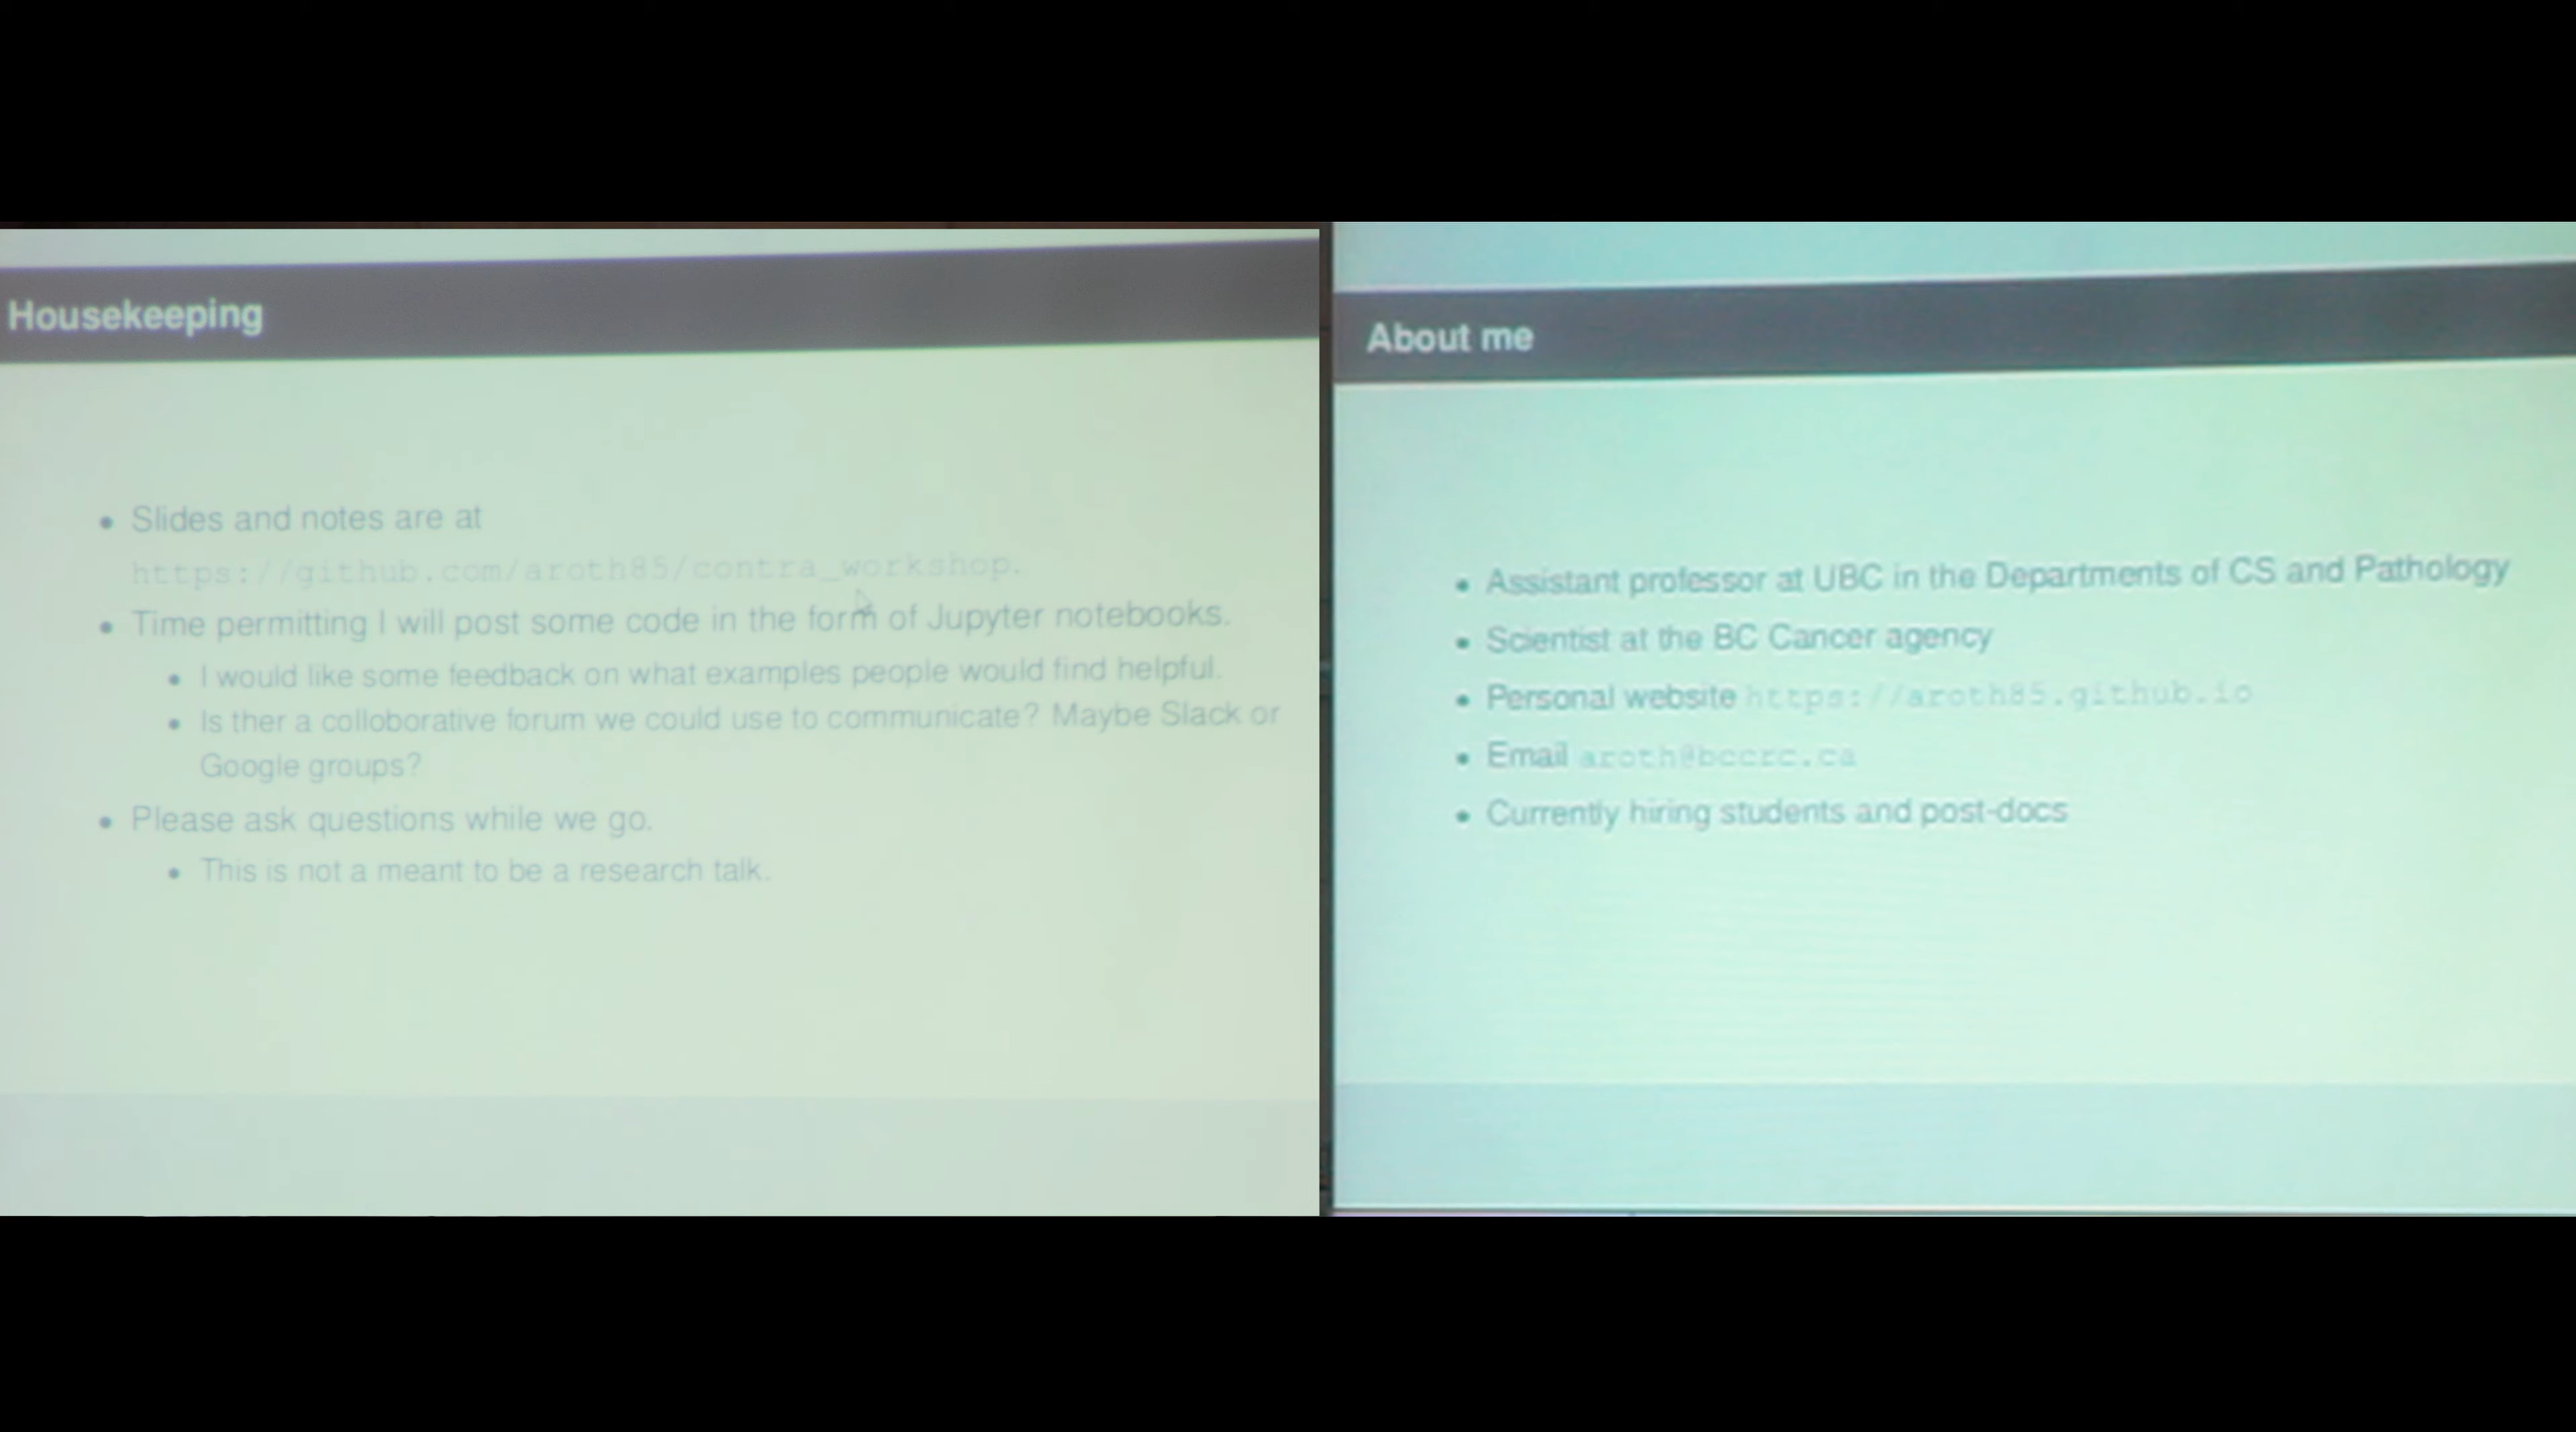 Housekeeping
• Slides and notes are at
https://github.com/aroth85/contra_workshop.
• Time permitting I will post some code in the form of Jupyter notebooks.
• I would like some feedback on what examples people would find helpful.
• Is ther a colloborative forum we could use to communicate? Maybe Slack or
Google groups?
• Please ask questions while we go.
• This is not a meant to be a research talk.
About me
• Assistant professor at UBC in the Departments of CS and Pathology
• Scientist at the BC Cancer agency
• Personal website https://aroth85.github.io
• Email aroth@bccrc.ca
• Currently hiring students and post-docs